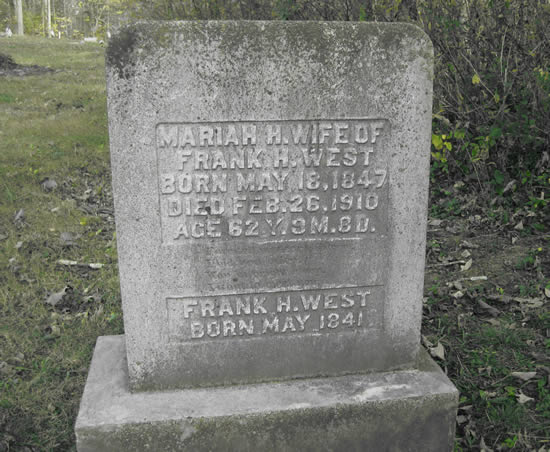 MARIAH H. WIFE OF
FRANK H. WEST
BORN MAY 18, 1847
DIED FEB. 26, 1910
AGE 62 Y. 9 M. 8 D.
FRANK H. WEST
BORN MAY 1841